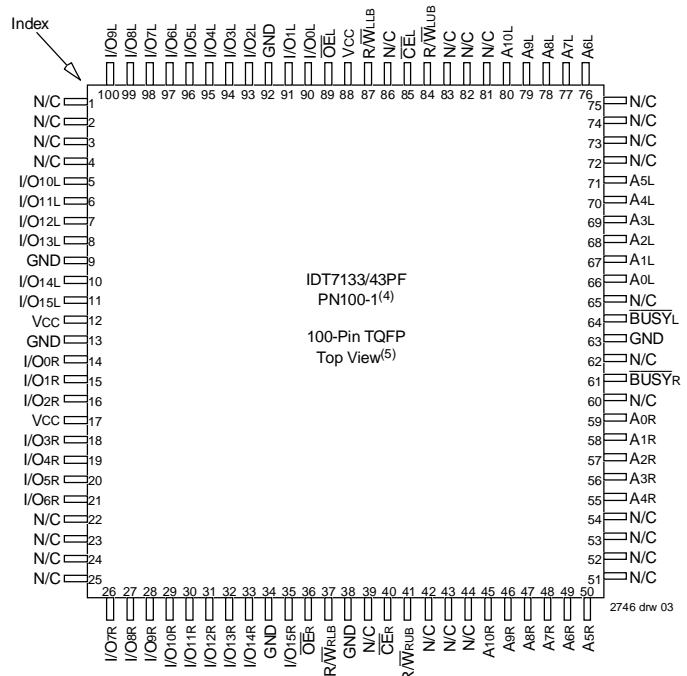 Index
I/O9L
I/O8L
I/O7L
I/O6L
I/O5L
I/O4L
I/O3L
I/O2L
GND
I/O1L
I/O0L
OEL
VCC
R/WLLB
N/C
CEL
R/WLUB
N/C
N/C
N/C
A10L
A9L
A8L
A7L
A6L
100 99 98 97 96 95 94 93 92 91 90 89 88 87 86 85 84 83 82 81 80 79 78 77 76
N/C 1
N/C 2
N/C 3
N/C 4
I/O10L 5
I/O11L 6
I/O12L 7
I/O13L 8
GND 9
I/O14L 10
I/O15L 11
VCC 12
GND 13
I/O0R 14
I/O1R 15
I/O2R 16
VCC 17
I/O3R 18
I/O4R 19
I/O5R 20
I/O6R 21
N/C 22
N/C 23
N/C 24
N/C 25
IDT7133/43PF
PN100-1(4)
100-Pin TQFP
Top View(5)
75 N/C
74 N/C
73 N/C
72 N/C
71 A5L
70 A4L
69 A3L
68 A2L
67 A1L
66 A0L
65 N/C
64 BUSYL
63 GND
62 N/C
61 BUSYR
60 N/C
59 A0R
58 A1R
57 A2R
56 A3R
55 A4R
54 N/C
53 N/C
52 N/C
51 N/C
26 27 28 29 30 31 32 33 34 35 36 37 38 39 40 41 42 43 44 45 46 47 48 49 50
I/O7R
I/O8R
I/O9R
I/O10R
I/O11R
I/O12R
I/O13R
I/O14R
GND
I/O15R
OER
R/WRLB
GND
N/C
CER
R/WRUB
N/C
N/C
N/C
A10R
A9R
A8R
A7R
A6R
A5R
2746 drw 03